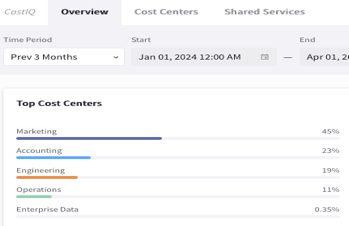 CostIQ Overview Cost Centers Shared Services
Time Period Start End
Prev 3 Months Jan 01, 2024 12:00 AM — Apr 01, 2
Top Cost Centers
Marketing 45%
Accounting 23%
Engineering 19%
Operations 11%
Enterprise Data 0.35%